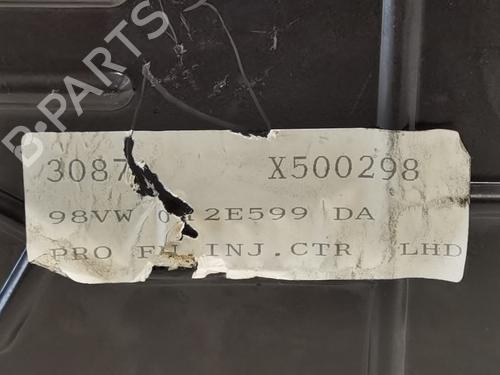 B-PARTS
3087 X500298
98VW 2E599 DA
PRO INJ.CTR LHD